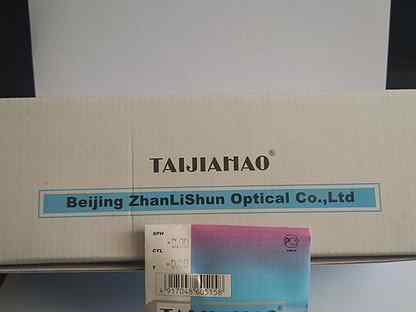 TAIJIAHAO®
Beijing ZhanLiShun Optical Co.,Ltd
SPH
CYL